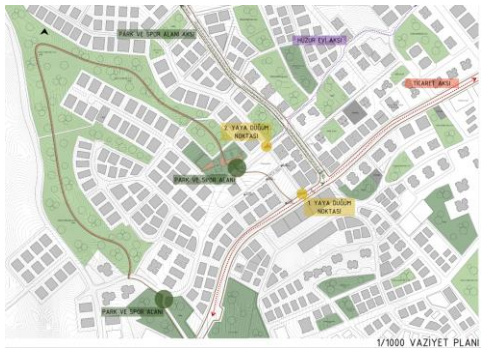 PARK VE SPOR ALANI AKSI
HUZUR EVİ AKSI
TİCARET AKSI
2. YAYA DÜĞÜM
NOKTASI
PARK VE SPOR ALANI
1. YAYA DÜĞÜM
NOKTASI
PARK VE SPOR ALANI
1/1000 VAZİYET PLANI